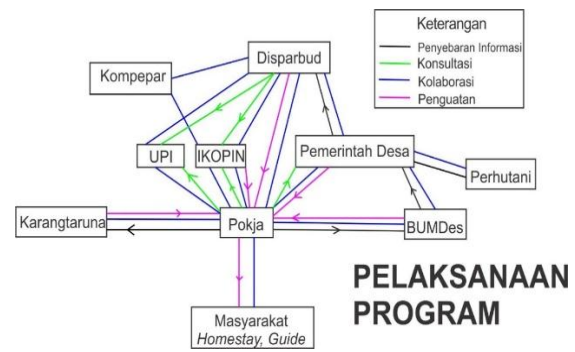 Keterangan
Penyebaran Informasi
Konsultasi
Kolaborasi
Penguatan
Disparbud
Kompepar
UPI
IKOPIN
Pemerintah Desa
Perhutani
Karangtaruna
Pokja
BUMDes
PELAKSANAAN
PROGRAM
Masyarakat
Homestay, Guide